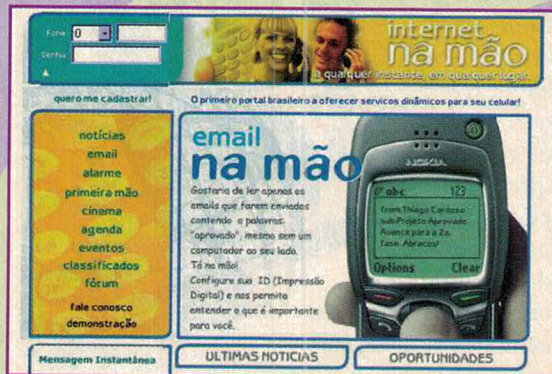 Fone: 0
Senha:
internet
na mão
a qualquer instante, em qualquer lugar.
quero me cadastrar!
O primeiro portal brasileiro a oferecer servicos dinâmicos para seu celular!
notícias
email
alarme
primeira mão
cinema
agenda
eventos
classificados
fórum
fale conosco
demonstração
Mensagem Instantânea
email
na mão
Gostaria de ler apenas os
emails que forem enviados
contendo a palavras:
"aprovado", mesmo sem um
computador ao seu lado.
Tá na mão!
Configure sua ID (Impressão
Digital) e nos permita
entender o que é importante
para você.
NOKIA
abc 123
from:Thiago Cardoso
sub:Projeto Aprovado
Avance para a 2a.
fase. Abraços!
Options Clear
ULTIMAS NOTICIAS
OPORTUNIDADES